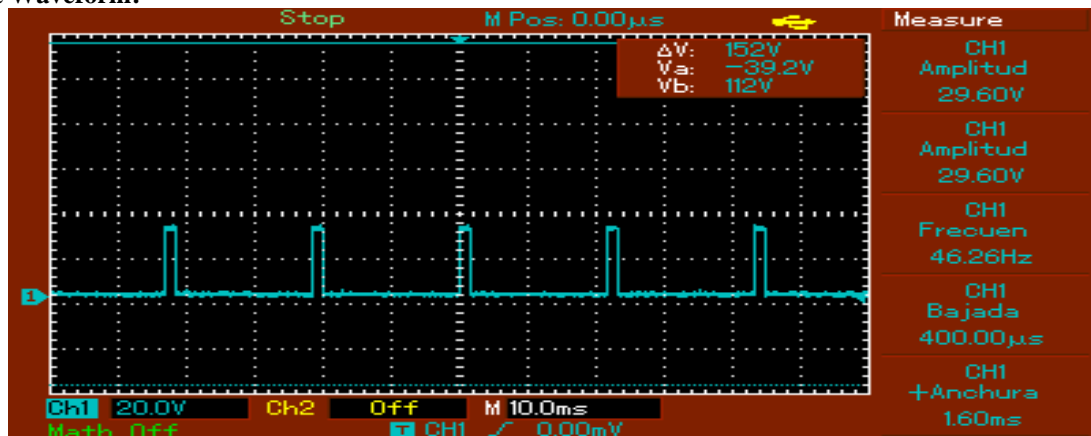 Waveform:
Stop M Pos: 0.00μs Measure
ΔV: 152V
Va: -39.2V
Vb: 112V
CH1
Amplitud
29.60V
CH1
Amplitud
29.60V
CH1
Frecuen
46.26Hz
1
CH1
Bajada
400.00μs
CH1
+Anchura
1.60ms
Ch1 20.0V Ch2 Off M 10.0ms
Math Off T CH1 / 0.00mV